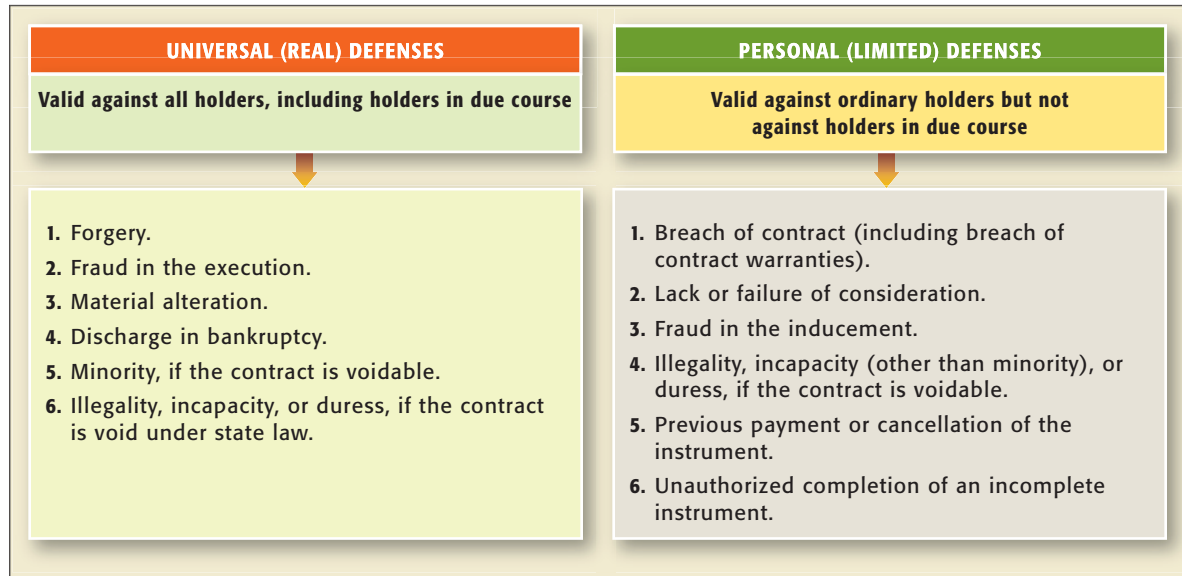 UNIVERSAL (REAL) DEFENSES
Valid against all holders, including holders in due course
1. Forgery.
2. Fraud in the execution.
3. Material alteration.
4. Discharge in bankruptcy.
5. Minority, if the contract is voidable.
6. Illegality, incapacity, or duress, if the contract
is void under state law.
PERSONAL (LIMITED) DEFENSES
Valid against ordinary holders but not
against holders in due course
1. Breach of contract (including breach of
contract warranties).
2. Lack or failure of consideration.
3. Fraud in the inducement.
4. Illegality, incapacity (other than minority), or
duress, if the contract is voidable.
5. Previous payment or cancellation of the
instrument.
6. Unauthorized completion of an incomplete
instrument.